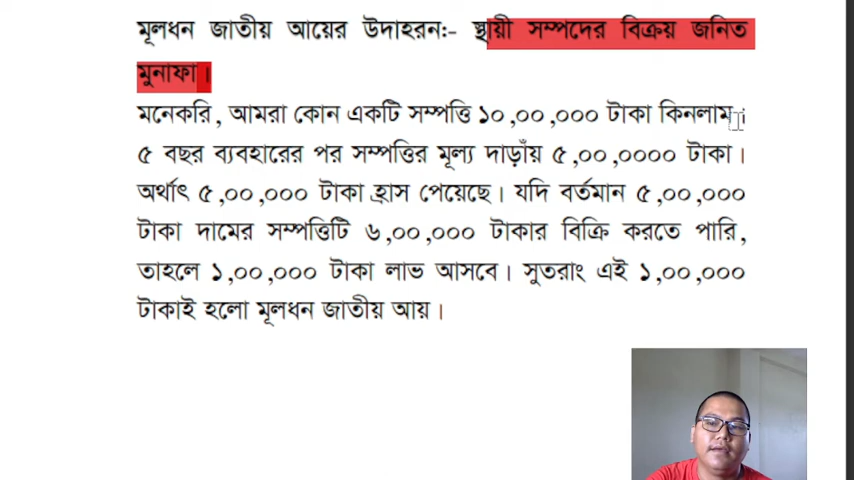 মূলধন জাতীয় আয়ের উদাহরন:- স্থায়ী সম্পদের বিক্রয় জনিত
মুনাফা।
মনেকরি, আমরা কোন একটি সম্পত্তি ১০,০০,০০০ টাকা কিনলাম।
৫ বছর ব্যবহারের পর সম্পত্তির মূল্য দাড়াঁয় ৫,০০,০০০০ টাকা।
অর্থাৎ ৫,০০,০০০ টাকা হ্রাস পেয়েছে। যদি বর্তমান ৫,০০,০০০
টাকা দামের সম্পত্তিটি ৬,০০,০০০ টাকার বিক্রি করতে পারি,
তাহলে ১,০০,০০০ টাকা লাভ আসবে। সুতরাং এই ১,০০,০০০
টাকাই হলো মূলধন জাতীয় আয়।